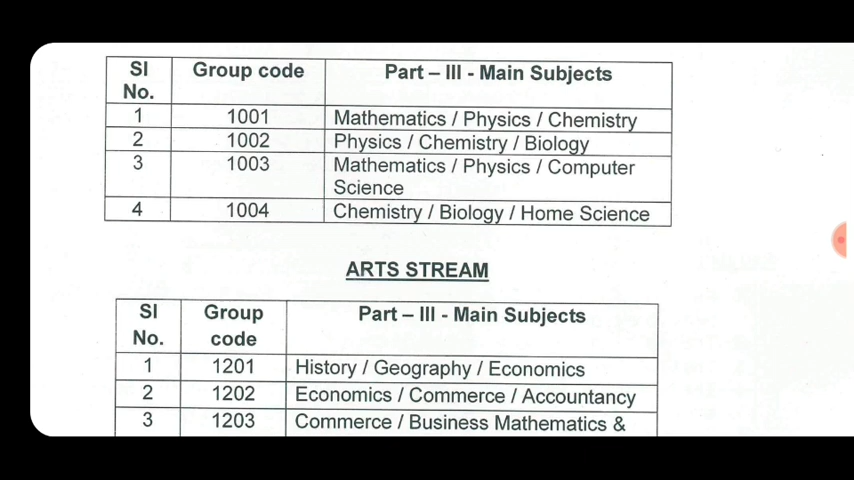 Sl No. Group code Part – III - Main Subjects
1 1001 Mathematics / Physics / Chemistry
2 1002 Physics / Chemistry / Biology
3 1003 Mathematics / Physics / Computer
Science
4 1004 Chemistry / Biology / Home Science
ARTS STREAM
Sl No. Group code Part – III - Main Subjects
1 1201 History / Geography / Economics
2 1202 Economics / Commerce / Accountancy
3 1203 Commerce / Business Mathematics &